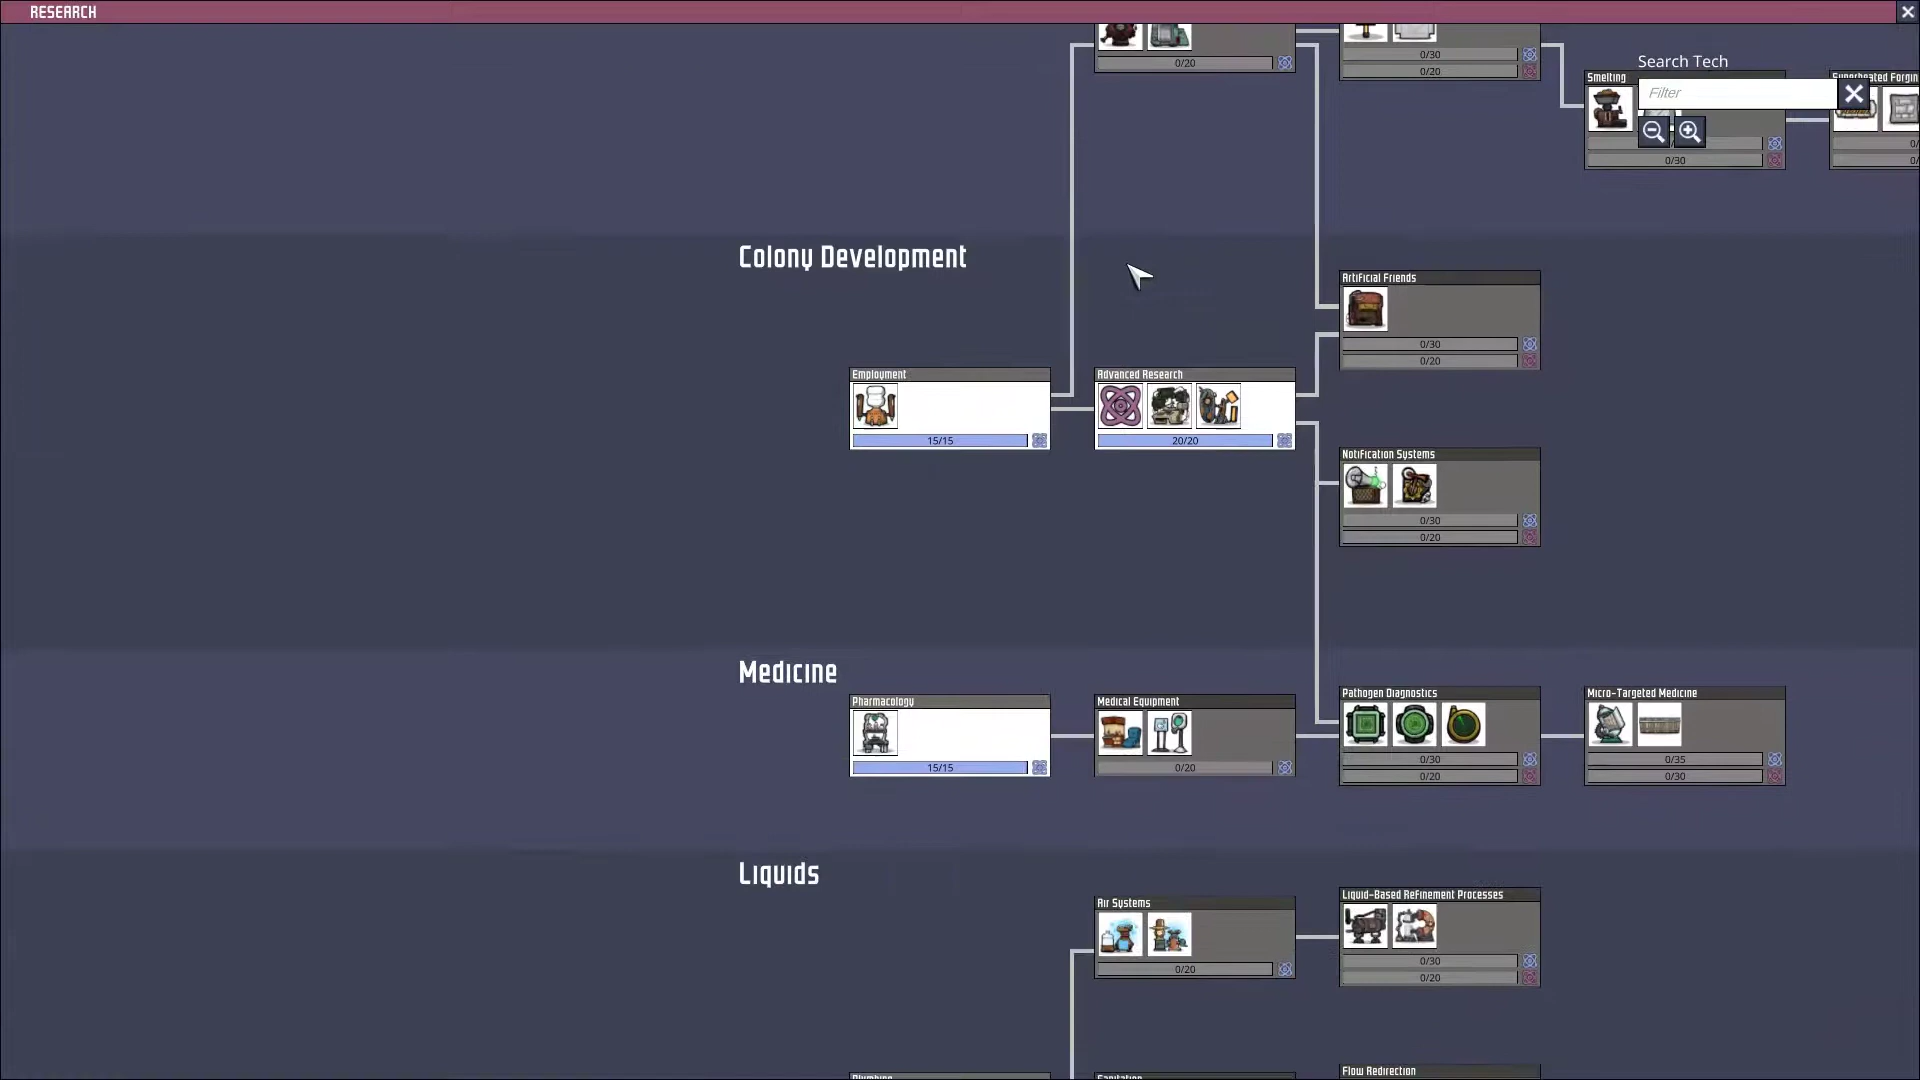 RESEARCH
0/20
0/30
0/20
Search Tech
Filter
Smelting
0/30
Colony Development
Artificial Friends
0/30
0/20
Employment
15/15
Advanced Research
20/20
Notification Systems
0/30
0/20
Medicine
Pharmacology
15/15
Medical Equipment
0/20
Pathogen Diagnostics
0/30
0/20
Micro-Targeted Medicine
0/35
0/30
Liquids
Air Systems
0/20
Liquid-Based Refinement Processes
0/30
0/20
Flow Redirection